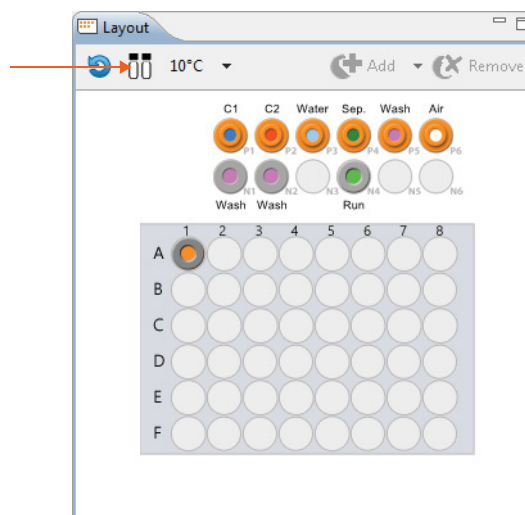 Layout
10°C Add Remove
C1 C2 Water Sep. Wash Air
P1 P2 P3 P4 P5 P6
N1 N2 N3 N4 N5 N6
Wash Wash Run
1 2 3 4 5 6 7 8
A
B
C
D
E
F